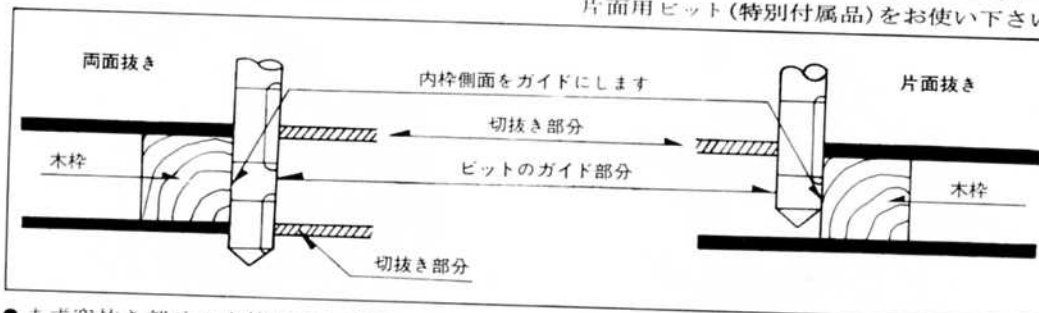 片面用ビット(特別付属品)をお使い下さい
両面抜き
内枠側面をガイドにします
片面抜き
切抜き部分
木枠
ビットのガイド部分
木枠
切抜き部分